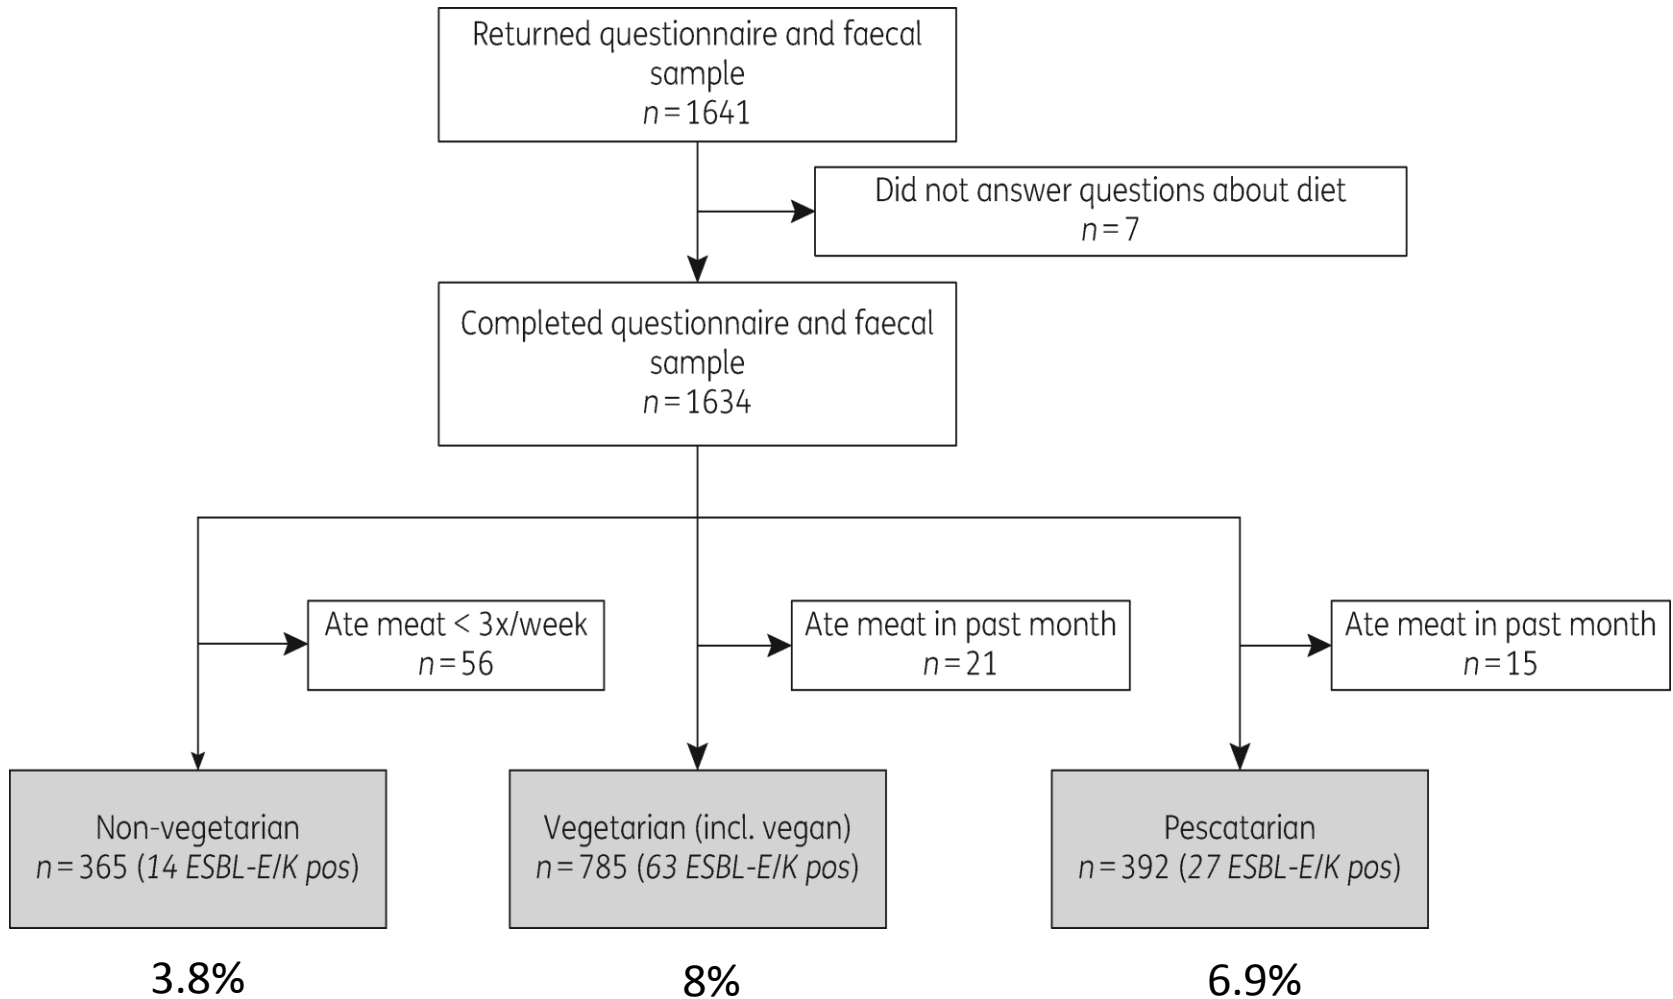 Returned questionnaire and faecal
sample
n=1641
Did not answer questions about diet
n=7
Completed questionnaire and faecal
sample
n=1634
Ate meat < 3x/week
n=56
Ate meat in past month
n=21
Ate meat in past month
n=15
Non-vegetarian
n=365 (14 ESBL-E/K pos)
Vegetarian (incl. vegan)
n=785 (63 ESBL-E/K pos)
Pescatarian
n=392 (27 ESBL-E/K pos)
3.8%
8%
6.9%